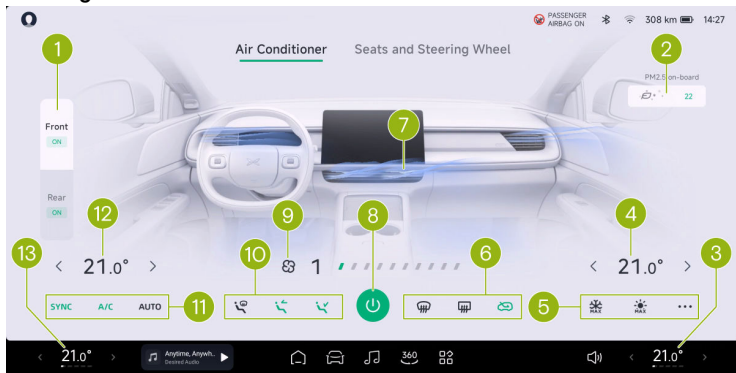 PASSENGER
AIRBAG ON
308 km
14:27
1
Air Conditioner
Seats and Steering Wheel
2
PM2.5 on-board
22
Front
ON
7
Rear
ON
12
9
8
4
13
21.0°
1
21.0°
3
10
6
SYNC
A/C
AUTO
11
5
MAX
MAX
21.0°
Anytime, Anywh..
Desired Audio
360
21.0°